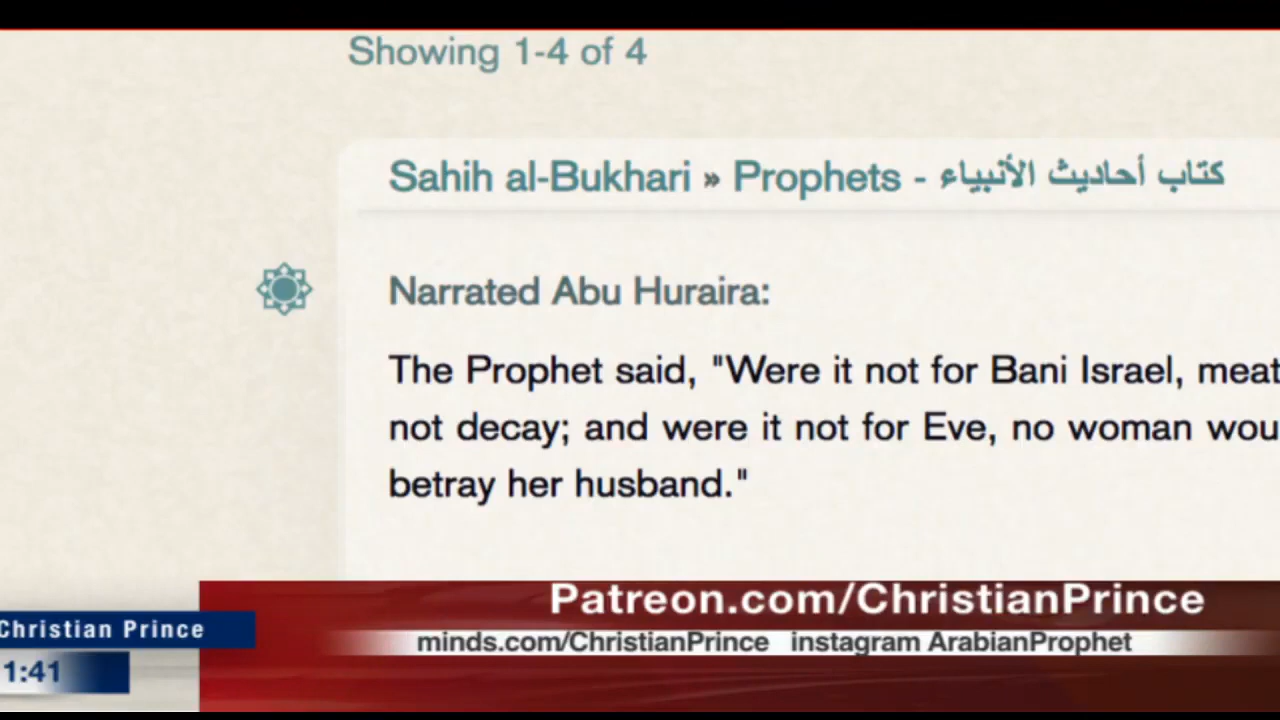 Showing 1-4 of 4
Sahih al-Bukhari » Prophets - كتاب أحاديث الأنبياء
Narrated Abu Huraira:
The Prophet said, "Were it not for Bani Israel, meat
not decay; and were it not for Eve, no woman wou
betray her husband."
Patreon.com/ChristianPrince
Christian Prince
minds.com/ChristianPrince instagram ArabianProphet
1:41